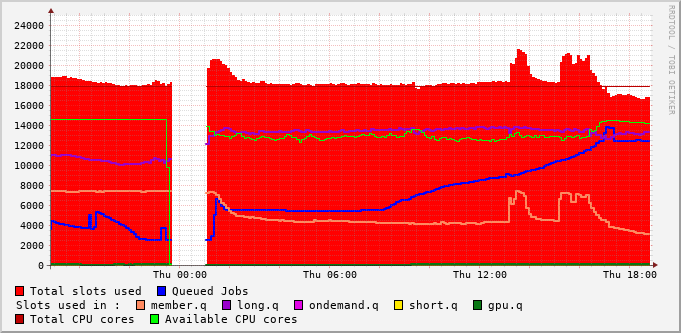 24000
22000
20000
18000
16000
14000
12000
10000
8000
6000
4000
2000
0
Thu 00:00 Thu 06:00 Thu 12:00 Thu 18:00
Total slots used Queued Jobs
Slots used in : member.q long.q ondemand.q short.q gpu.q
Total CPU cores Available CPU cores
RRDTOOL / TOBI OETIKER